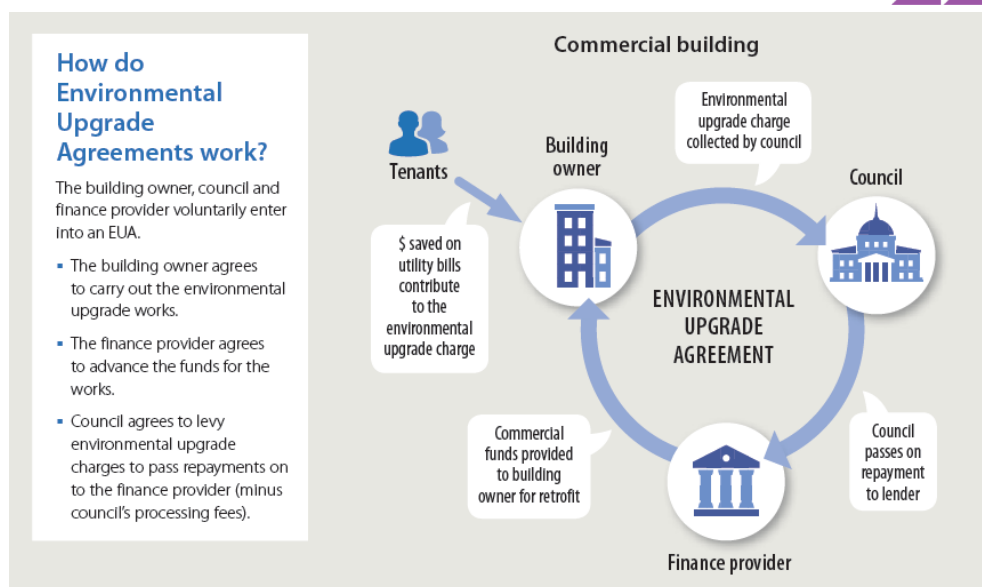 How do
Environmental
Upgrade
Agreements work?
The building owner, council and
finance provider voluntarily enter
into an EUA.
▪ The building owner agrees
to carry out the environmental
upgrade works.
▪ The finance provider agrees
to advance the funds for the
works.
▪ Council agrees to levy
environmental upgrade
charges to pass repayments on
to the finance provider (minus
council's processing fees).
Commercial building
Tenants
$ saved on
utility bills
contribute
to the
environmental
upgrade charge
Building
owner
Environmental
upgrade charge
collected by council
Council
ENVIRONMENTAL
UPGRADE
AGREEMENT
Commercial
funds provided
to building
owner for retrofit
Council
passes on
repayment
to lender
Finance provider